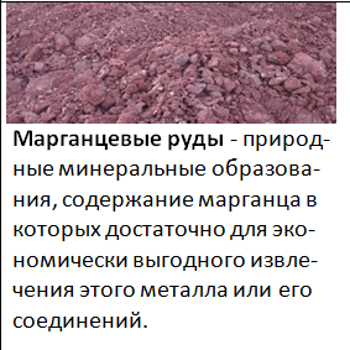 Марганцевые руды - природ-
ные минеральные образова-
ния, содержание марганца в
которых достаточно для эко-
номически выгодного извле-
чения этого металла или его
соединений.